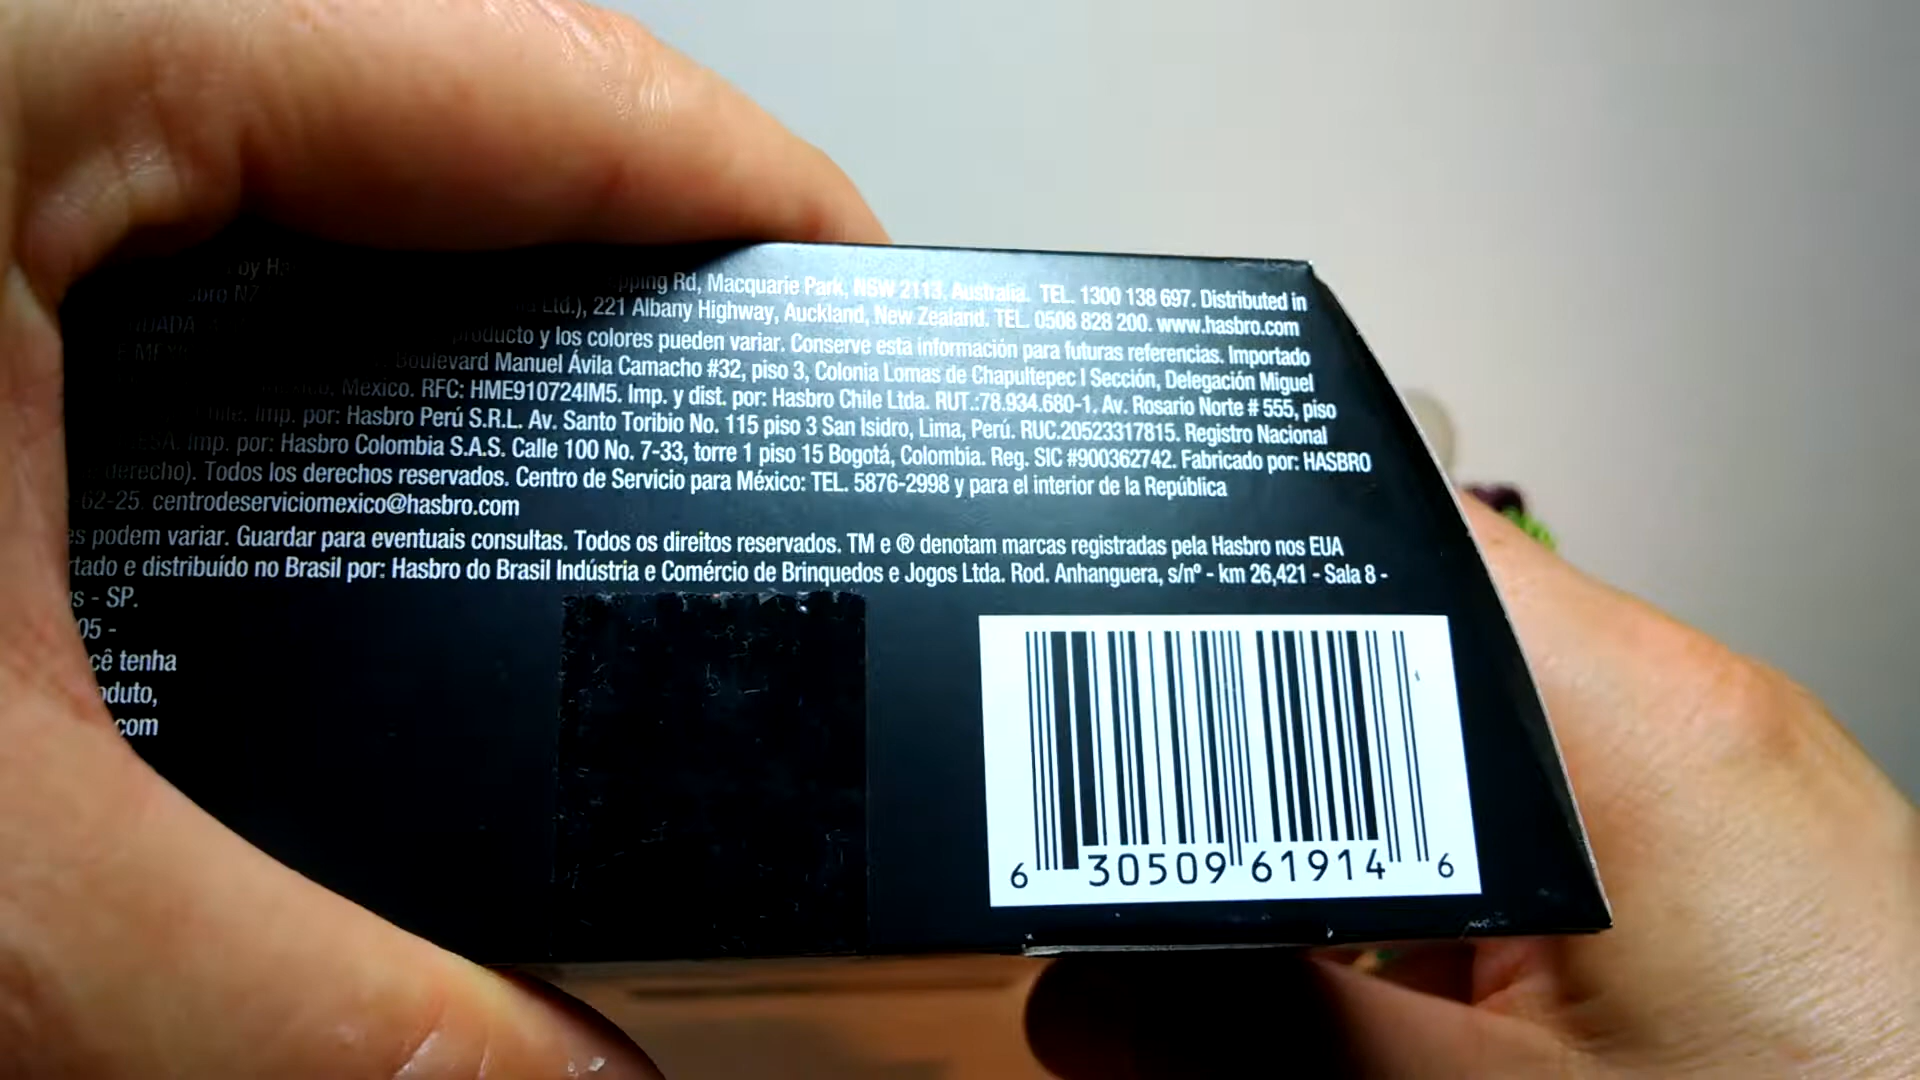 by
pping Rd, Macquarie Park, NSW 2113, Australia. TEL. 1300 138 697. Distributed in
Ltd.), 221 Albany Highway, Auckland, New Zealand. TEL. 0508 828 200. www.hasbro.com
producto y los colores pueden variar. Conserve esta información para futuras referencias. Importado
Boulevard Manuel Ávila Camacho #32, piso 3, Colonia Lomas de Chapultepec I Sección, Delegación Miguel
México. RFC: HME910724IM5. Imp. y dist. por: Hasbro Chile Ltda. RUT.:78.934.680-1. Av. Rosario Norte # 555, piso
Imp. por: Hasbro Perú S.R.L. Av. Santo Toribio No. 115 piso 3 San Isidro, Lima, Perú. RUC.20523317815. Registro Nacional
Imp. por: Hasbro Colombia S.A.S. Calle 100 No. 7-33, torre 1 piso 15 Bogotá, Colombia. Reg. SIC #900362742. Fabricado por: HASBRO
derecho). Todos los derechos reservados. Centro de Servicio para México: TEL. 5876-2998 y para el interior de la República
-62-25. centrodeserviciomexico@hasbro.com
es podem variar. Guardar para eventuais consultas. Todos os direitos reservados. TM e ® denotam marcas registradas pela Hasbro nos EUA
rtado e distribuído no Brasil por: Hasbro do Brasil Indústria e Comércio de Brinquedos e Jogos Ltda. Rod. Anhanguera, s/nº - km 26,421 - Sala 8 -
s - SP.
05 -
cê tenha
oduto,
.com
6 30509 61914 6